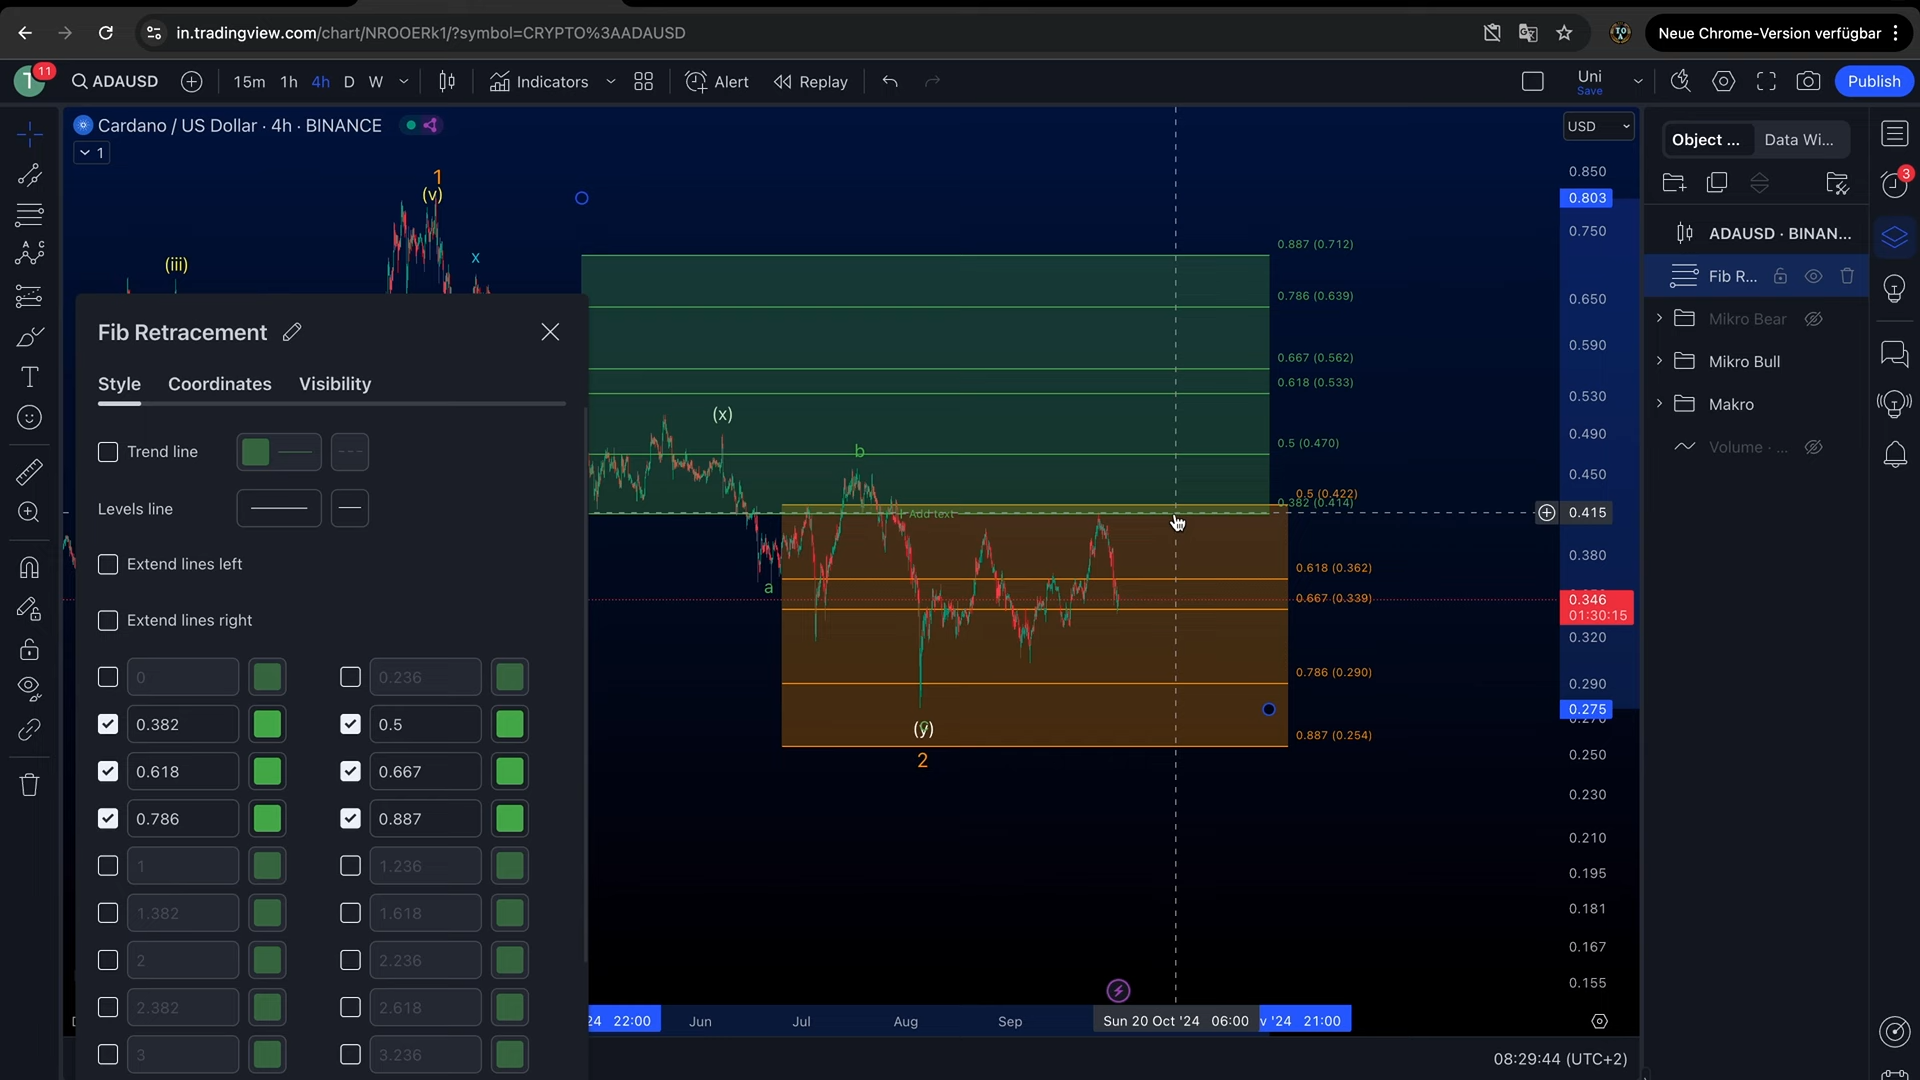 in.tradingview.com/chart/NROOERk1/?symbol=CRYPTO%3AADAUSD
Neue Chrome-Version verfügbar
T
11
ADAUSD
15m 1h 4h D W
Indicators
Alert
Replay
Uni
Save
Publish
Cardano / US Dollar · 4h · BINANCE
1
USD
Object ...
Data Wi...
3
ADAUSD · BINAN...
Fib R...
Mikro Bear
Mikro Bull
Makro
Volume · ...
1
(v)
(iii)
x
(x)
b
a
(y)
2
Add text
0.887 (0.712)
0.786 (0.639)
0.667 (0.562)
0.618 (0.533)
0.5 (0.470)
0.5 (0.422)
0.382 (0.414)
0.618 (0.362)
0.667 (0.339)
0.786 (0.290)
0.887 (0.254)
0.850
0.803
0.750
0.650
0.590
0.530
0.490
0.450
0.415
0.380
0.346
01:30:15
0.320
0.290
0.275
0.270
0.250
0.230
0.210
0.195
0.181
0.167
0.155
Fib Retracement
Style
Coordinates
Visibility
Trend line
Levels line
Extend lines left
Extend lines right
0 0.236
0.382 0.5
0.618 0.667
0.786 0.887
1 1.236
1.382 1.618
2 2.236
2.382 2.618
3 3.236
24 22:00
Jun
Jul
Aug
Sep
Sun 20 Oct '24 06:00
v '24 21:00
08:29:44 (UTC+2)